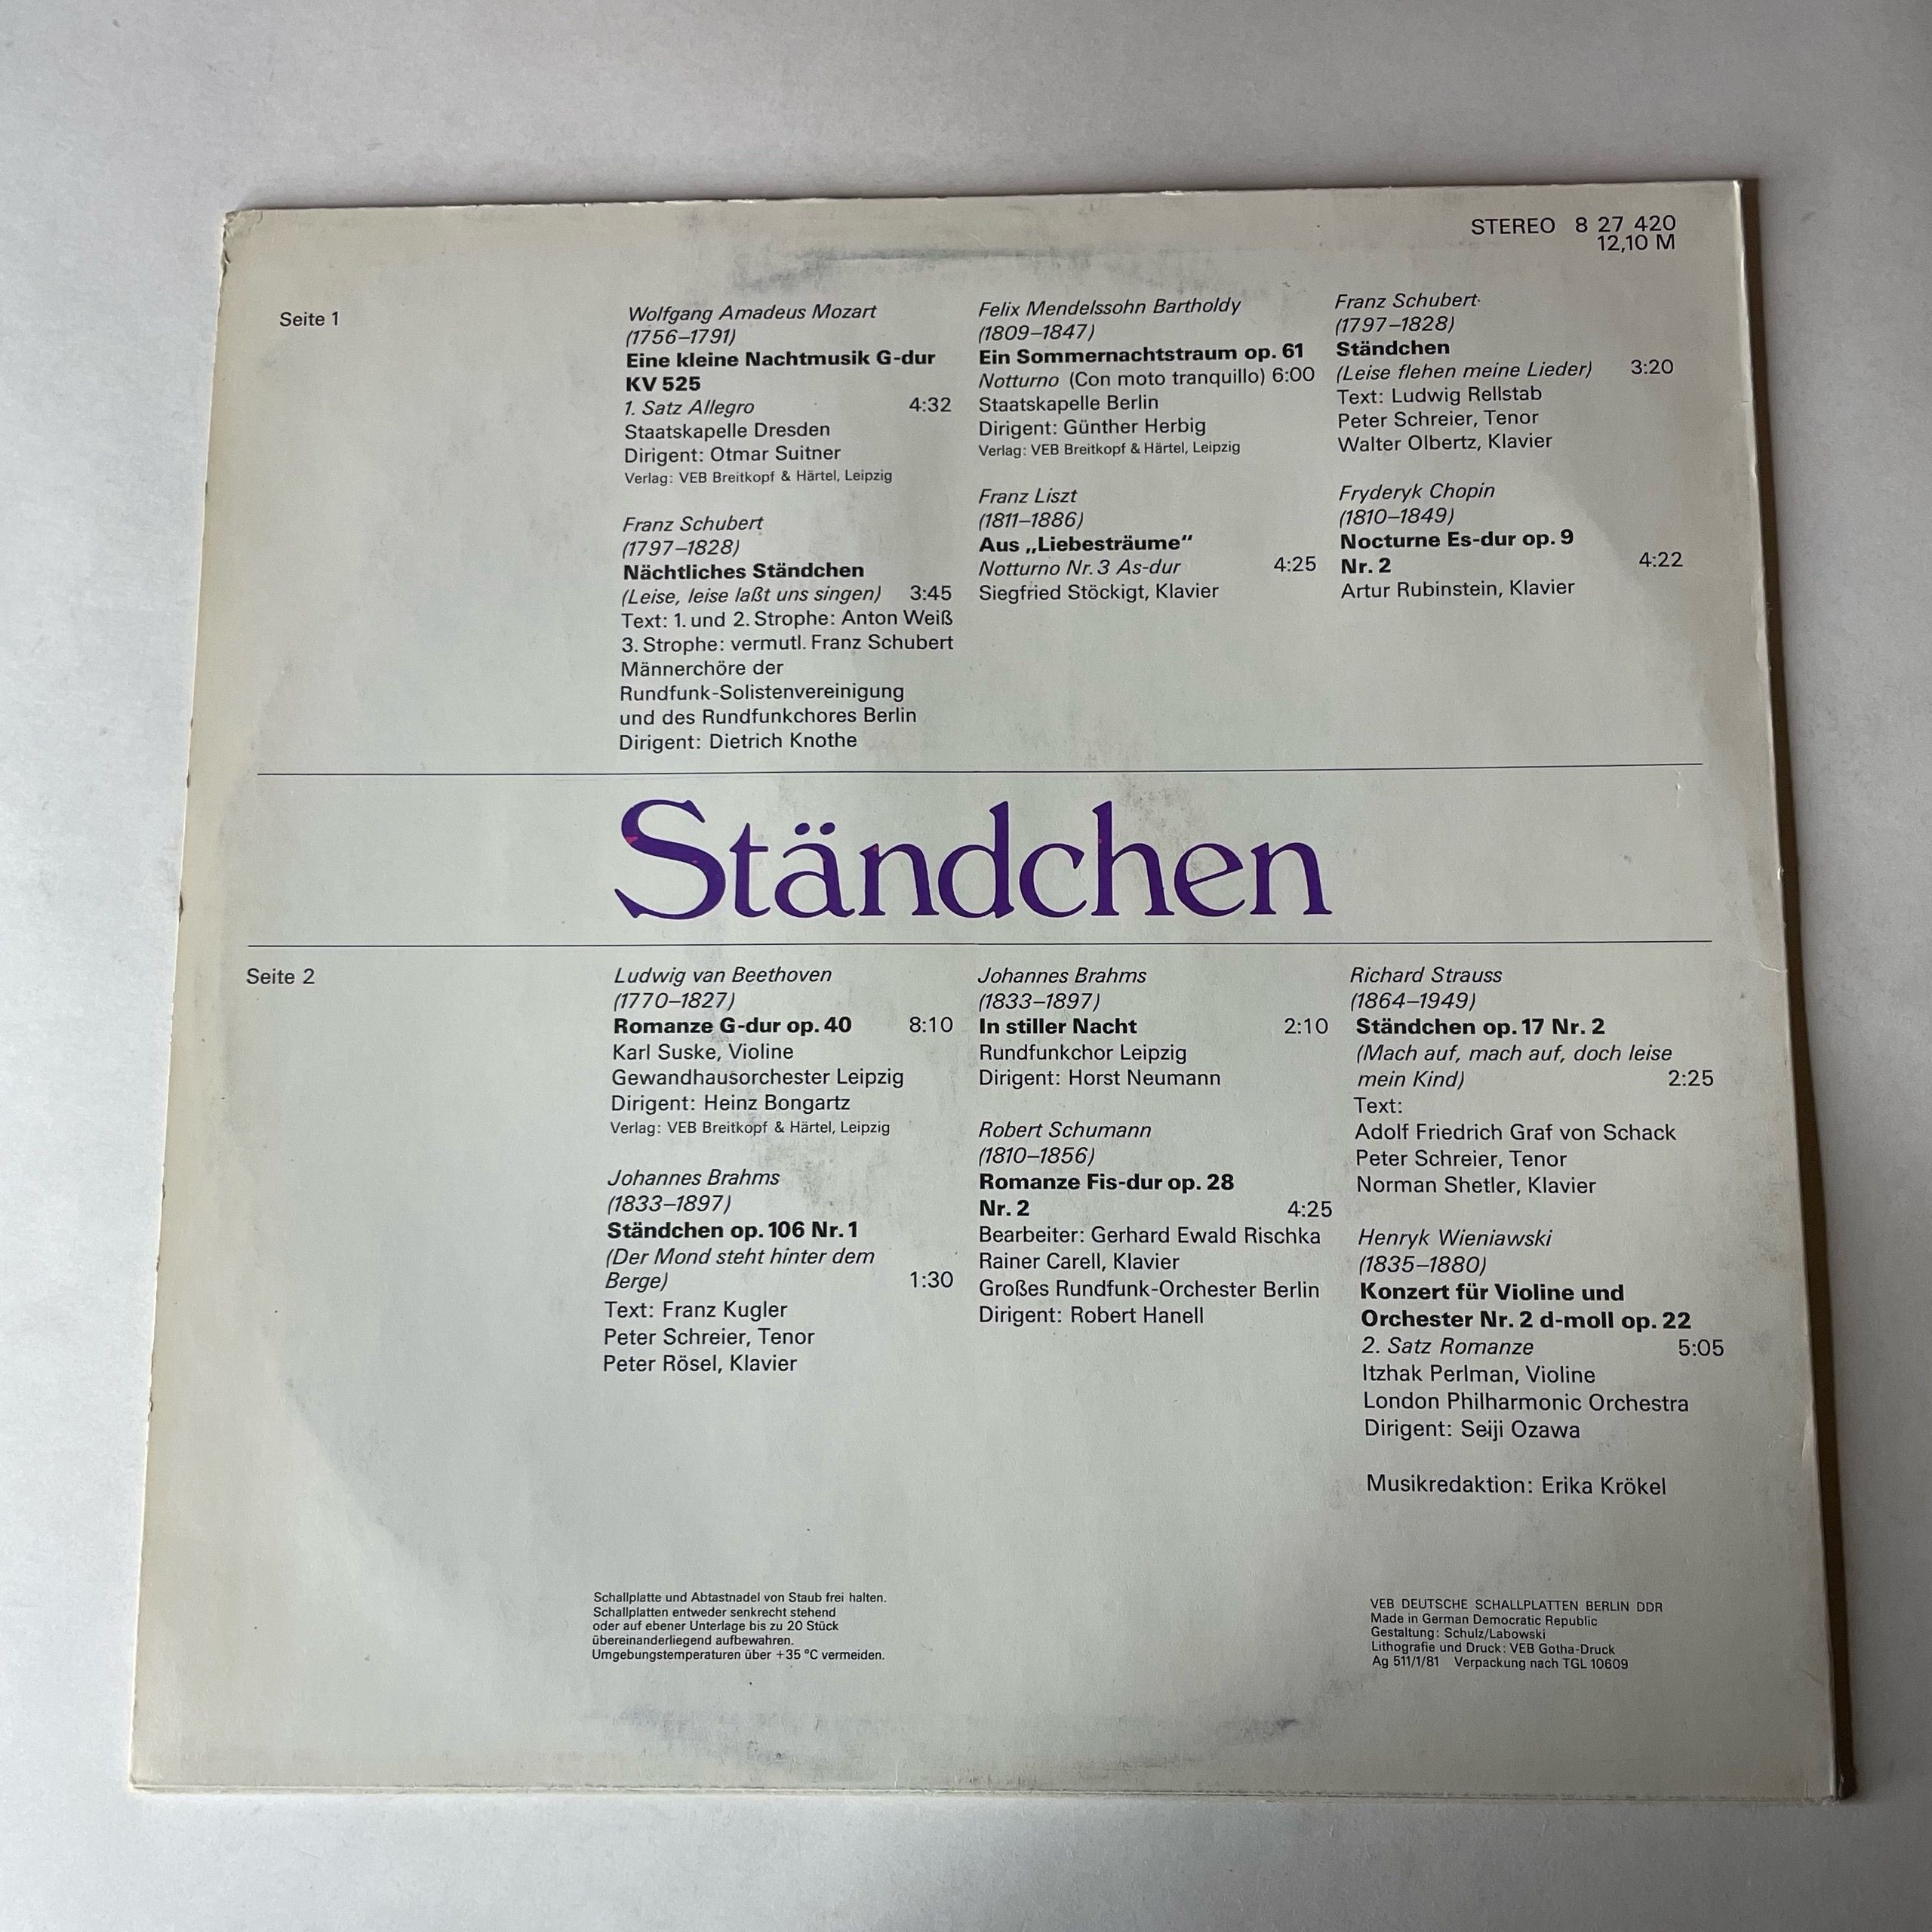 STEREO 8 27 420
12,10 M
Seite 1
Wolfgang Amadeus Mozart
(1756–1791)
Eine kleine Nachtmusik G-dur
KV 525
1. Satz Allegro 4:32
Staatskapelle Dresden
Dirigent: Otmar Suitner
Verlag: VEB Breitkopf & Härtel, Leipzig
Franz Schubert
(1797–1828)
Nächtliches Ständchen
(Leise, leise laßt uns singen) 3:45
Text: 1. und 2. Strophe: Anton Weiß
3. Strophe: vermutl. Franz Schubert
Männerchöre der
Rundfunk-Solistenvereinigung
und des Rundfunkchores Berlin
Dirigent: Dietrich Knothe
Felix Mendelssohn Bartholdy
(1809–1847)
Ein Sommernachtstraum op. 61
Notturno (Con moto tranquillo) 6:00
Staatskapelle Berlin
Dirigent: Günther Herbig
Verlag: VEB Breitkopf & Härtel, Leipzig
Franz Liszt
(1811–1886)
Aus „Liebesträume“
Notturno Nr. 3 As-dur 4:25
Siegfried Stöckigt, Klavier
Franz Schubert
(1797–1828)
Ständchen
(Leise flehen meine Lieder) 3:20
Text: Ludwig Rellstab
Peter Schreier, Tenor
Walter Olbertz, Klavier
Fryderyk Chopin
(1810–1849)
Nocturne Es-dur op. 9
Nr. 2 4:22
Artur Rubinstein, Klavier
Ständchen
Seite 2
Ludwig van Beethoven
(1770–1827)
Romanze G-dur op. 40 8:10
Karl Suske, Violine
Gewandhausorchester Leipzig
Dirigent: Heinz Bongartz
Verlag: VEB Breitkopf & Härtel, Leipzig
Johannes Brahms
(1833–1897)
Ständchen op. 106 Nr. 1
(Der Mond steht hinter dem
Berge) 1:30
Text: Franz Kugler
Peter Schreier, Tenor
Peter Rösel, Klavier
Johannes Brahms
(1833–1897)
In stiller Nacht 2:10
Rundfunkchor Leipzig
Dirigent: Horst Neumann
Robert Schumann
(1810–1856)
Romanze Fis-dur op. 28
Nr. 2 4:25
Bearbeiter: Gerhard Ewald Rischka
Rainer Carell, Klavier
Großes Rundfunk-Orchester Berlin
Dirigent: Robert Hanell
Richard Strauss
(1864–1949)
Ständchen op. 17 Nr. 2
(Mach auf, mach auf, doch leise
mein Kind) 2:25
Text:
Adolf Friedrich Graf von Schack
Peter Schreier, Tenor
Norman Shetler, Klavier
Henryk Wieniawski
(1835–1880)
Konzert für Violine und
Orchester Nr. 2 d-moll op. 22
2. Satz Romanze 5:05
Itzhak Perlman, Violine
London Philharmonic Orchestra
Dirigent: Seiji Ozawa
Musikredaktion: Erika Krökel
Schallplatte und Abtastnadel von Staub frei halten.
Schallplatten entweder senkrecht stehend
oder auf ebener Unterlage bis zu 20 Stück
übereinanderliegend aufbewahren.
Umgebungstemperaturen über +35 °C vermeiden.
VEB DEUTSCHE SCHALLPLATTEN BERLIN DDR
Made in German Democratic Republic
Gestaltung: Schulz/Labowski
Lithografie und Druck: VEB Gotha-Druck
Ag 511/1/81 Verpackung nach TGL 10609